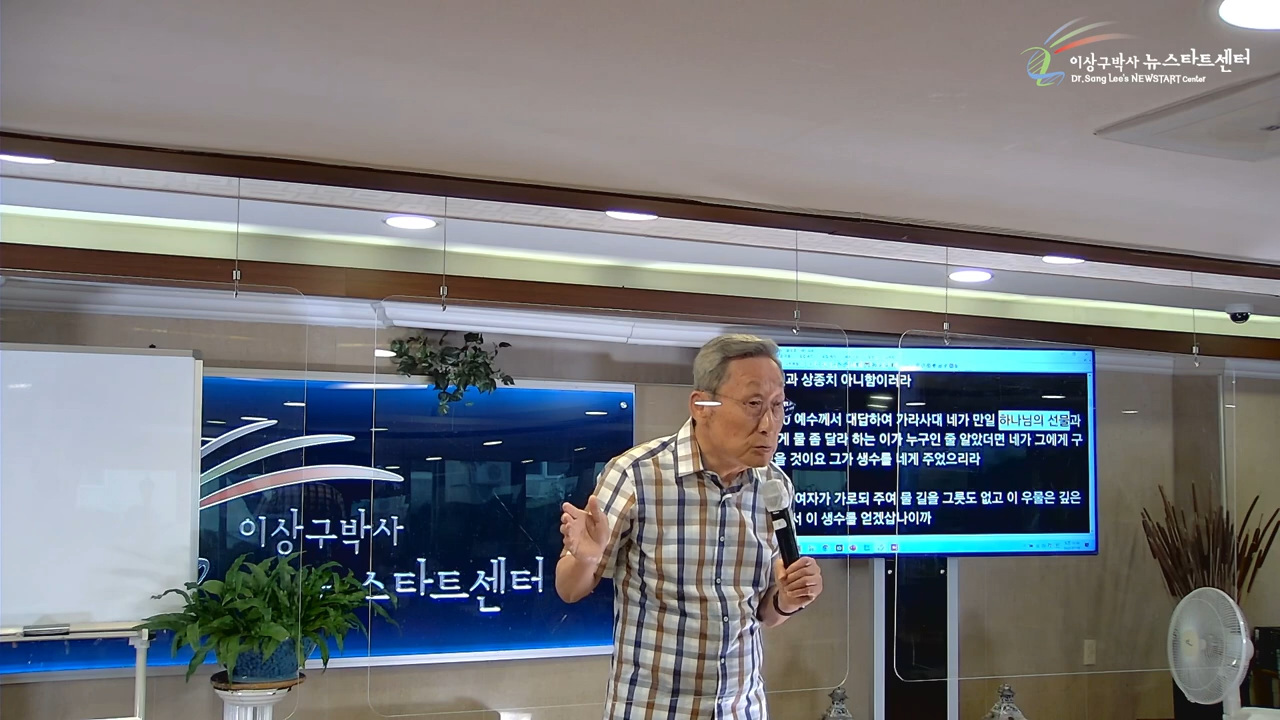 이상구박사 뉴스타트센터
Dr. Sang Lee's NEWSTART Center
과 상종치 아니함이러라
예수께서 대답하여 가라사대 네가 만일 하나님의 선물과
게 물 좀 달라 하는 이가 누구인 줄 알았더면 네가 그에게 구
을 것이요 그가 생수를 네게 주었으리라
여자가 가로되 주여 물 길을 그릇도 없고 이 우물은 깊은
서 이 생수를 얻겠삽나이까
이상구박사
스타트센터